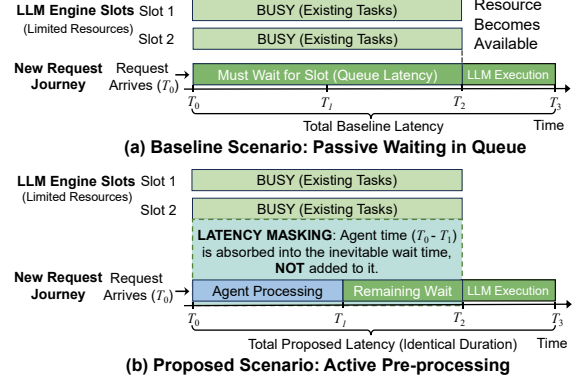 LLM Engine Slots Slot 1 BUSY (Existing Tasks) Resource
(Limited Resources) Becomes
Slot 2 BUSY (Existing Tasks) Available
New Request Request Must Wait for Slot (Queue Latency) LLM Execution
Journey Arrives (T0)
T0 T1 T2 T3
Total Baseline Latency Time
(a) Baseline Scenario: Passive Waiting in Queue
LLM Engine Slots Slot 1 BUSY (Existing Tasks)
(Limited Resources)
Slot 2 BUSY (Existing Tasks)
LATENCY MASKING: Agent time (T0 - T1)
is absorbed into the inevitable wait time,
NOT added to it.
New Request Request Agent Processing Remaining Wait LLM Execution
Journey Arrives (T0)
T0 T1 T2 T3
Total Proposed Latency (Identical Duration) Time
(b) Proposed Scenario: Active Pre-processing